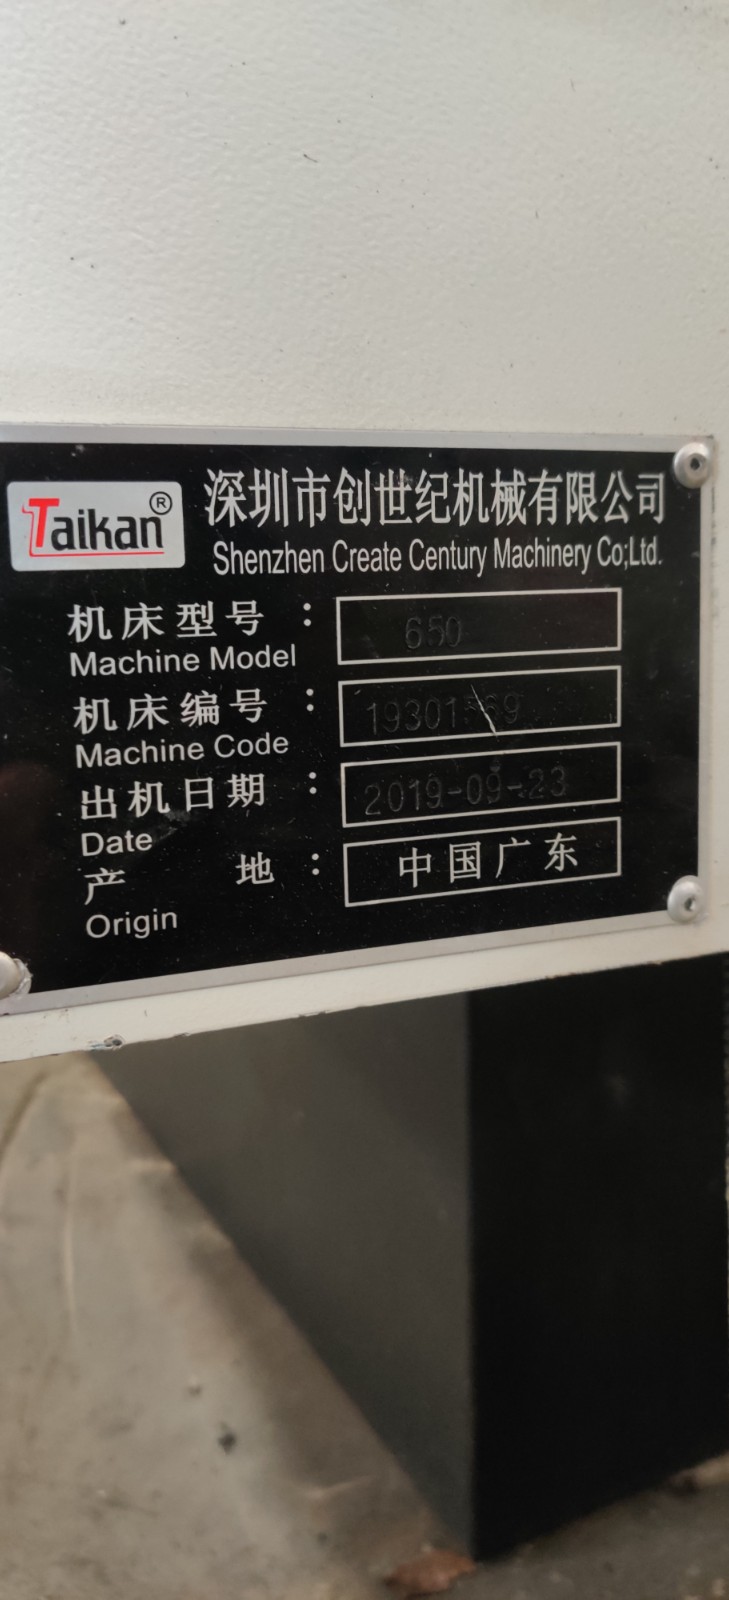 Taikan®
深圳市创世纪机械有限公司
Shenzhen Create Century Machinery Co;Ltd.
机床型号：650
Machine Model
机床编号：
Machine Code
出机日期：2019-09-23
Date
产地：中国广东
Origin